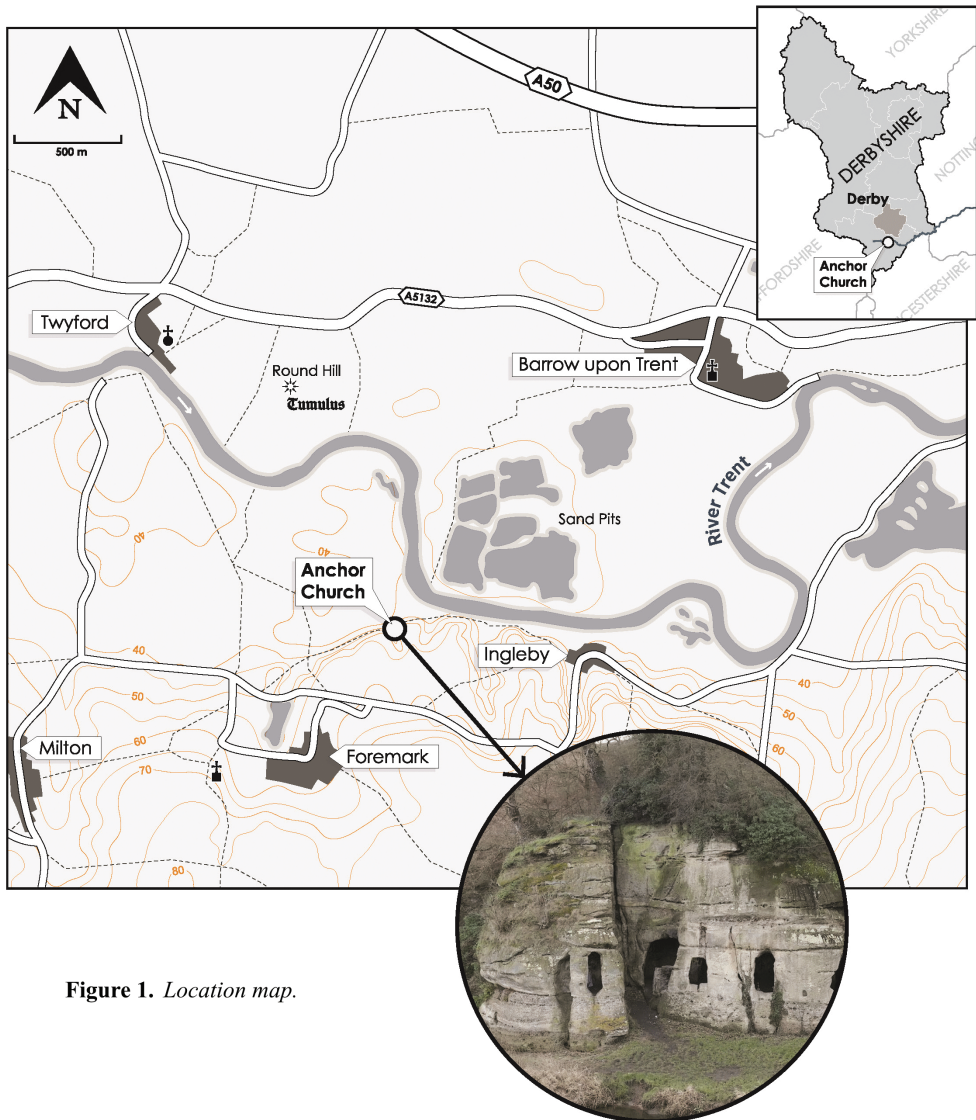 A50
N
500 m
YORKSHIRE
DERBYSHIRE
NOTTING
Derby
Anchor
Church
FFORDSHIRE
CESTERSHIRE
A5132
Twyford
Barrow upon Trent
Round Hill
Tumulus
River Trent
Sand Pits
40
40
Anchor
Church
Ingleby
40
50
60
70
80
40
50
60
Milton
Foremark
Figure 1. Location map.